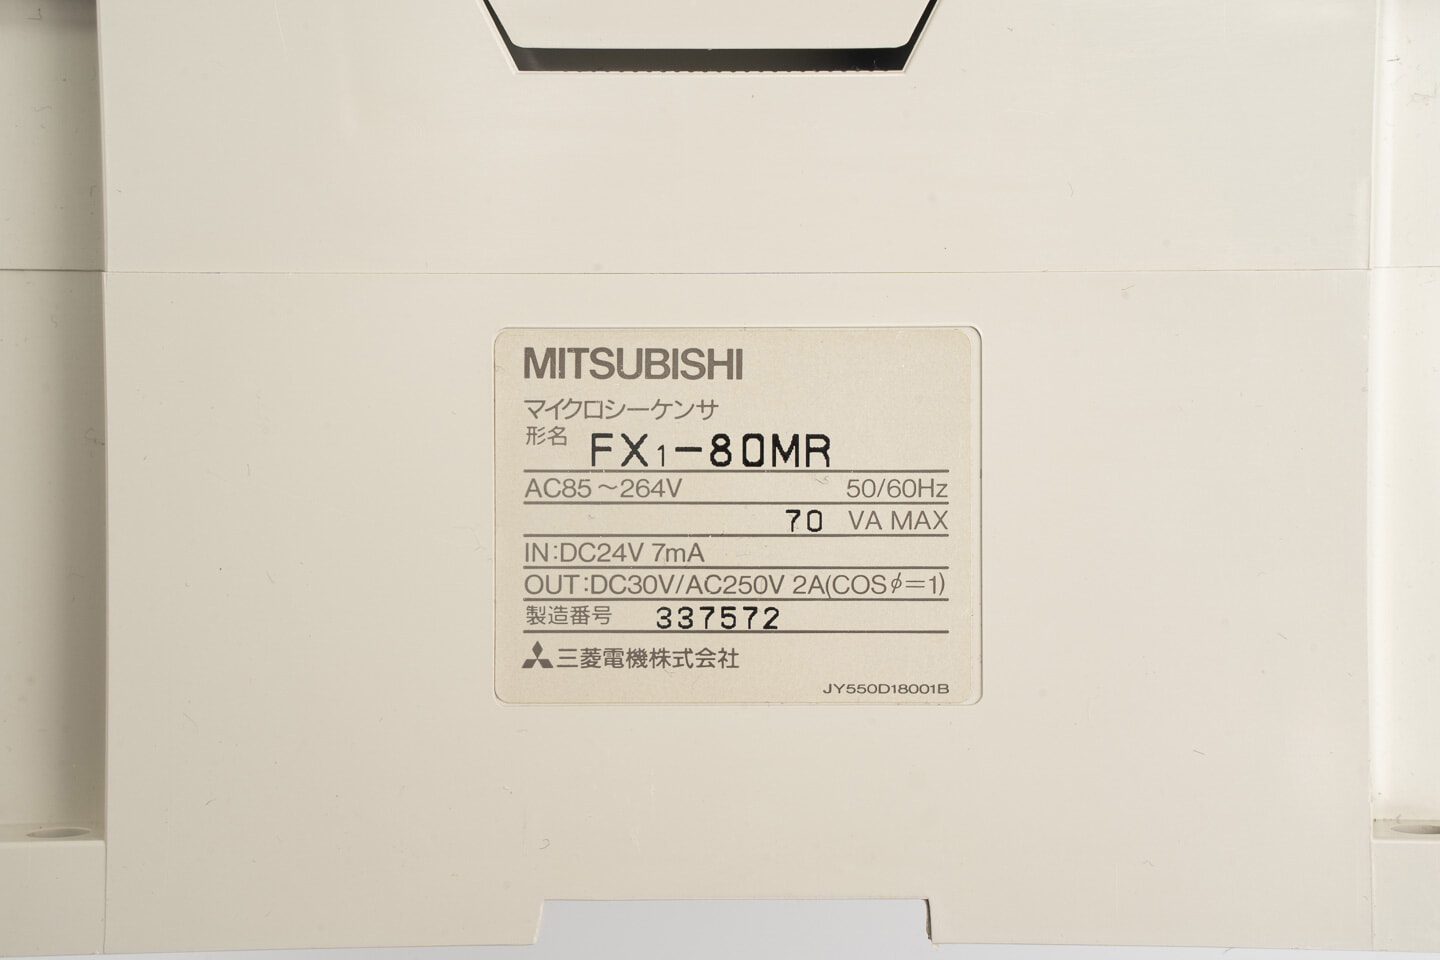 MITSUBISHI
マイクロシーケンサ
形名 FX1-80MR
AC85～264V 50/60Hz
70 VA MAX
IN:DC24V 7mA
OUT:DC30V/AC250V 2A(COSϕ=1)
製造番号 337572
三菱電機株式会社
JY550D18001B